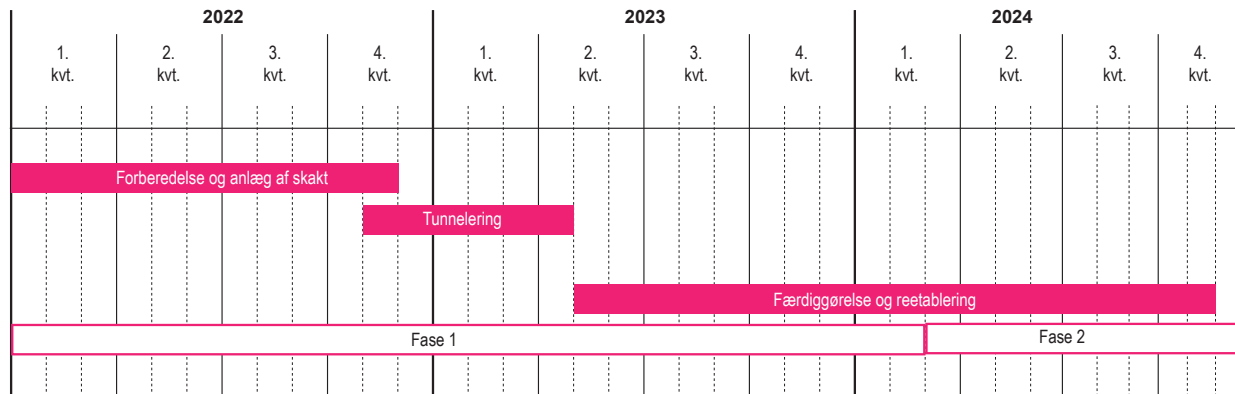 2022 2023 2024
1. 2. 3. 4. 1. 2. 3. 4. 1. 2. 3. 4.
kvt. kvt. kvt. kvt. kvt. kvt. kvt. kvt. kvt. kvt. kvt. kvt.
Forberedelse og anlæg af skakt
Tunnelering
Færdiggørelse og reetablering
Fase 1 Fase 2